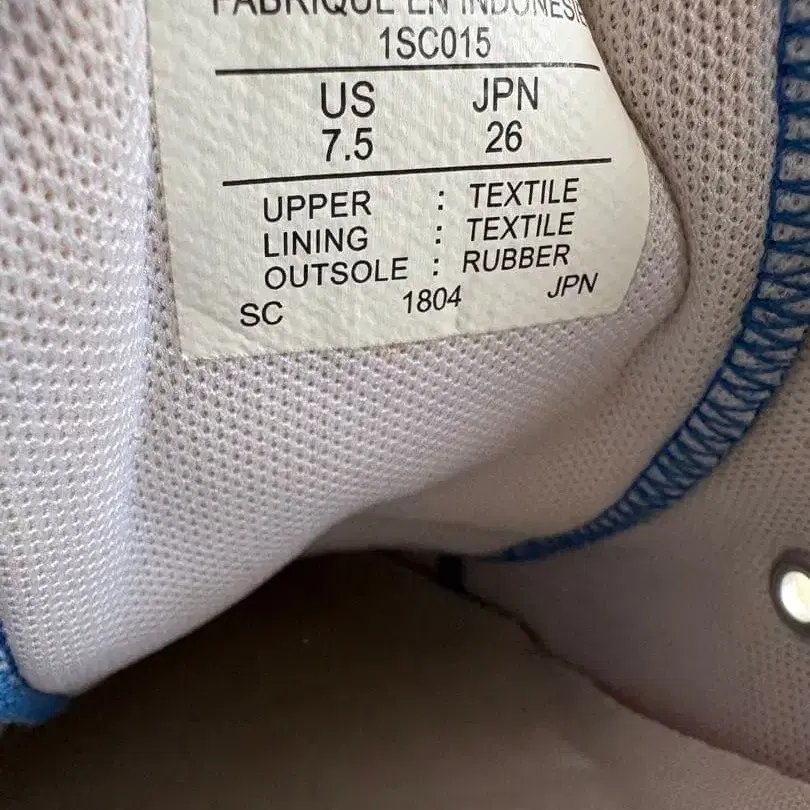 FABRIQUE EN INDONESIE
1SC015
US JPN
7.5 26
UPPER : TEXTILE
LINING : TEXTILE
OUTSOLE : RUBBER
SC 1804 JPN